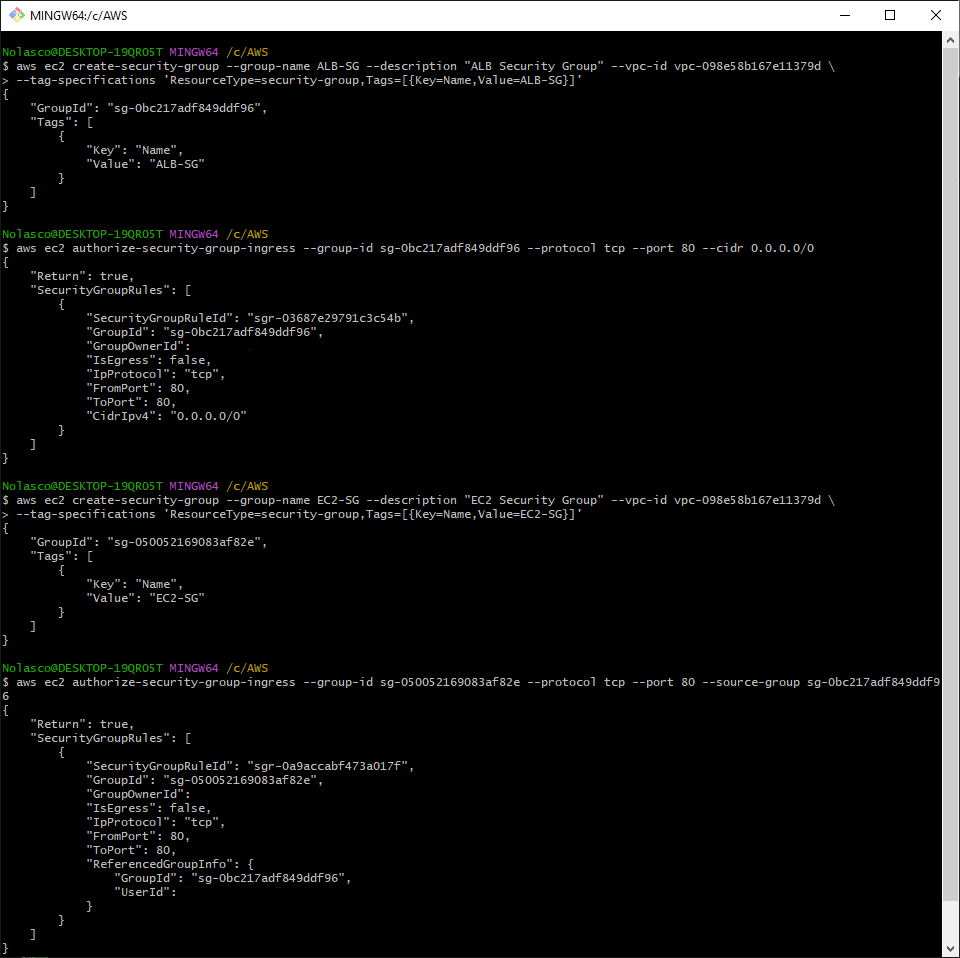 MINGW64:/c/AWS
Nolasco@DESKTOP-19QRO5T MINGW64 /c/AWS
$ aws ec2 create-security-group --group-name ALB-SG --description "ALB Security Group" --vpc-id vpc-098e58b167e11379d \
> --tag-specifications 'ResourceType=security-group,Tags=[{Key=Name,Value=ALB-SG}]'
{
    "GroupId": "sg-0bc217adf849ddf96",
    "Tags": [
        {
            "Key": "Name",
            "Value": "ALB-SG"
        }
    ]
}
Nolasco@DESKTOP-19QRO5T MINGW64 /c/AWS
$ aws ec2 authorize-security-group-ingress --group-id sg-0bc217adf849ddf96 --protocol tcp --port 80 --cidr 0.0.0.0/0
{
    "Return": true,
    "SecurityGroupRules": [
        {
            "SecurityGroupRuleId": "sgr-03687e29791c3c54b",
            "GroupId": "sg-0bc217adf849ddf96",
            "GroupOwnerId":
            "IsEgress": false,
            "IpProtocol": "tcp",
            "FromPort": 80,
            "ToPort": 80,
            "CidrIpv4": "0.0.0.0/0"
        }
    ]
}
Nolasco@DESKTOP-19QRO5T MINGW64 /c/AWS
$ aws ec2 create-security-group --group-name EC2-SG --description "EC2 Security Group" --vpc-id vpc-098e58b167e11379d \
> --tag-specifications 'ResourceType=security-group,Tags=[{Key=Name,Value=EC2-SG}]'
{
    "GroupId": "sg-050052169083af82e",
    "Tags": [
        {
            "Key": "Name",
            "Value": "EC2-SG"
        }
    ]
}
Nolasco@DESKTOP-19QRO5T MINGW64 /c/AWS
$ aws ec2 authorize-security-group-ingress --group-id sg-050052169083af82e --protocol tcp --port 80 --source-group sg-0bc217adf849ddf9
6
{
    "Return": true,
    "SecurityGroupRules": [
        {
            "SecurityGroupRuleId": "sgr-0a9accabf473a017f",
            "GroupId": "sg-050052169083af82e",
            "GroupOwnerId":
            "IsEgress": false,
            "IpProtocol": "tcp",
            "FromPort": 80,
            "ToPort": 80,
            "ReferencedGroupInfo": {
                "GroupId": "sg-0bc217adf849ddf96",
                "UserId":
            }
        }
    ]
}